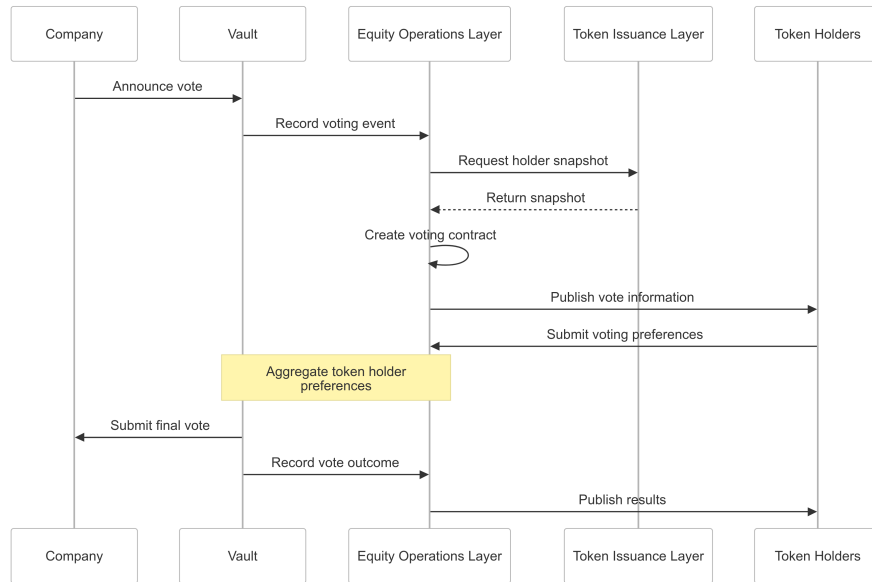 Company
Vault
Equity Operations Layer
Token Issuance Layer
Token Holders
Announce vote
Record voting event
Request holder snapshot
Return snapshot
Create voting contract
Publish vote information
Submit voting preferences
Aggregate token holder
preferences
Submit final vote
Record vote outcome
Publish results
Company
Vault
Equity Operations Layer
Token Issuance Layer
Token Holders